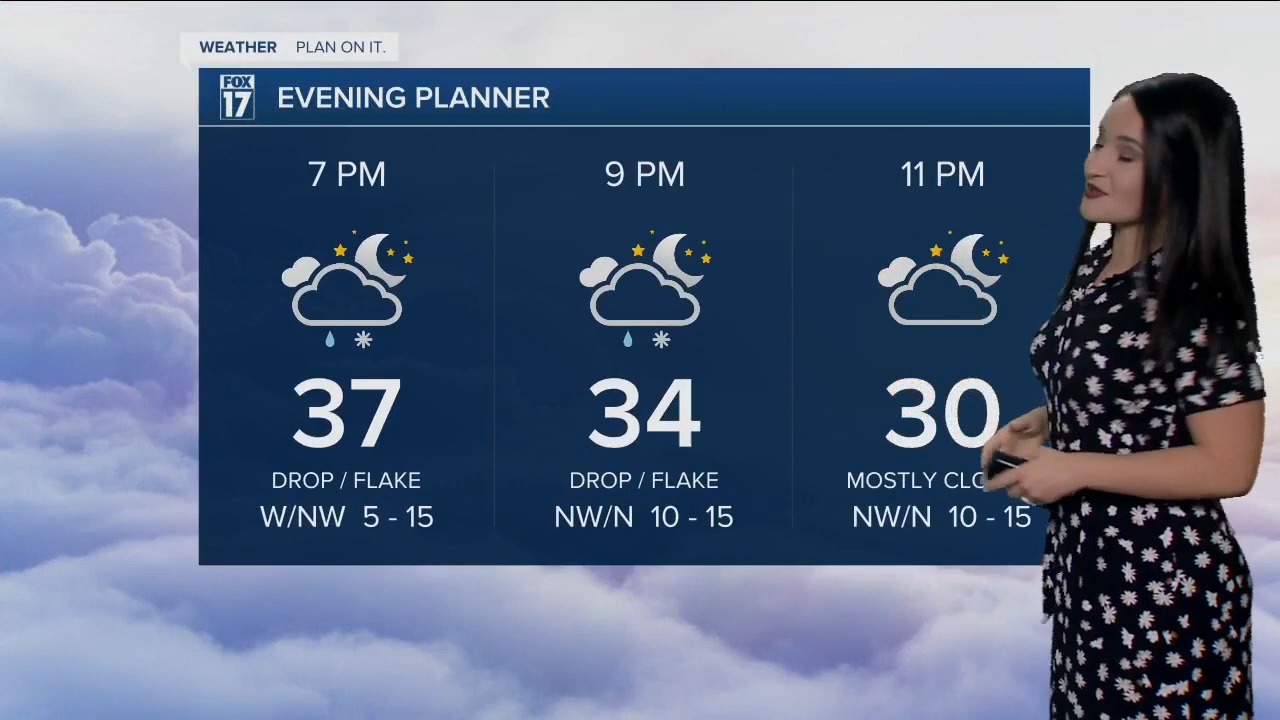 WEATHER PLAN ON IT.
FOX 17 EVENING PLANNER
7 PM 9 PM 11 PM
37 34 30
DROP / FLAKE DROP / FLAKE MOSTLY
W/NW 5 - 15 NW/N 10 - 15 NW/N 10 - 15